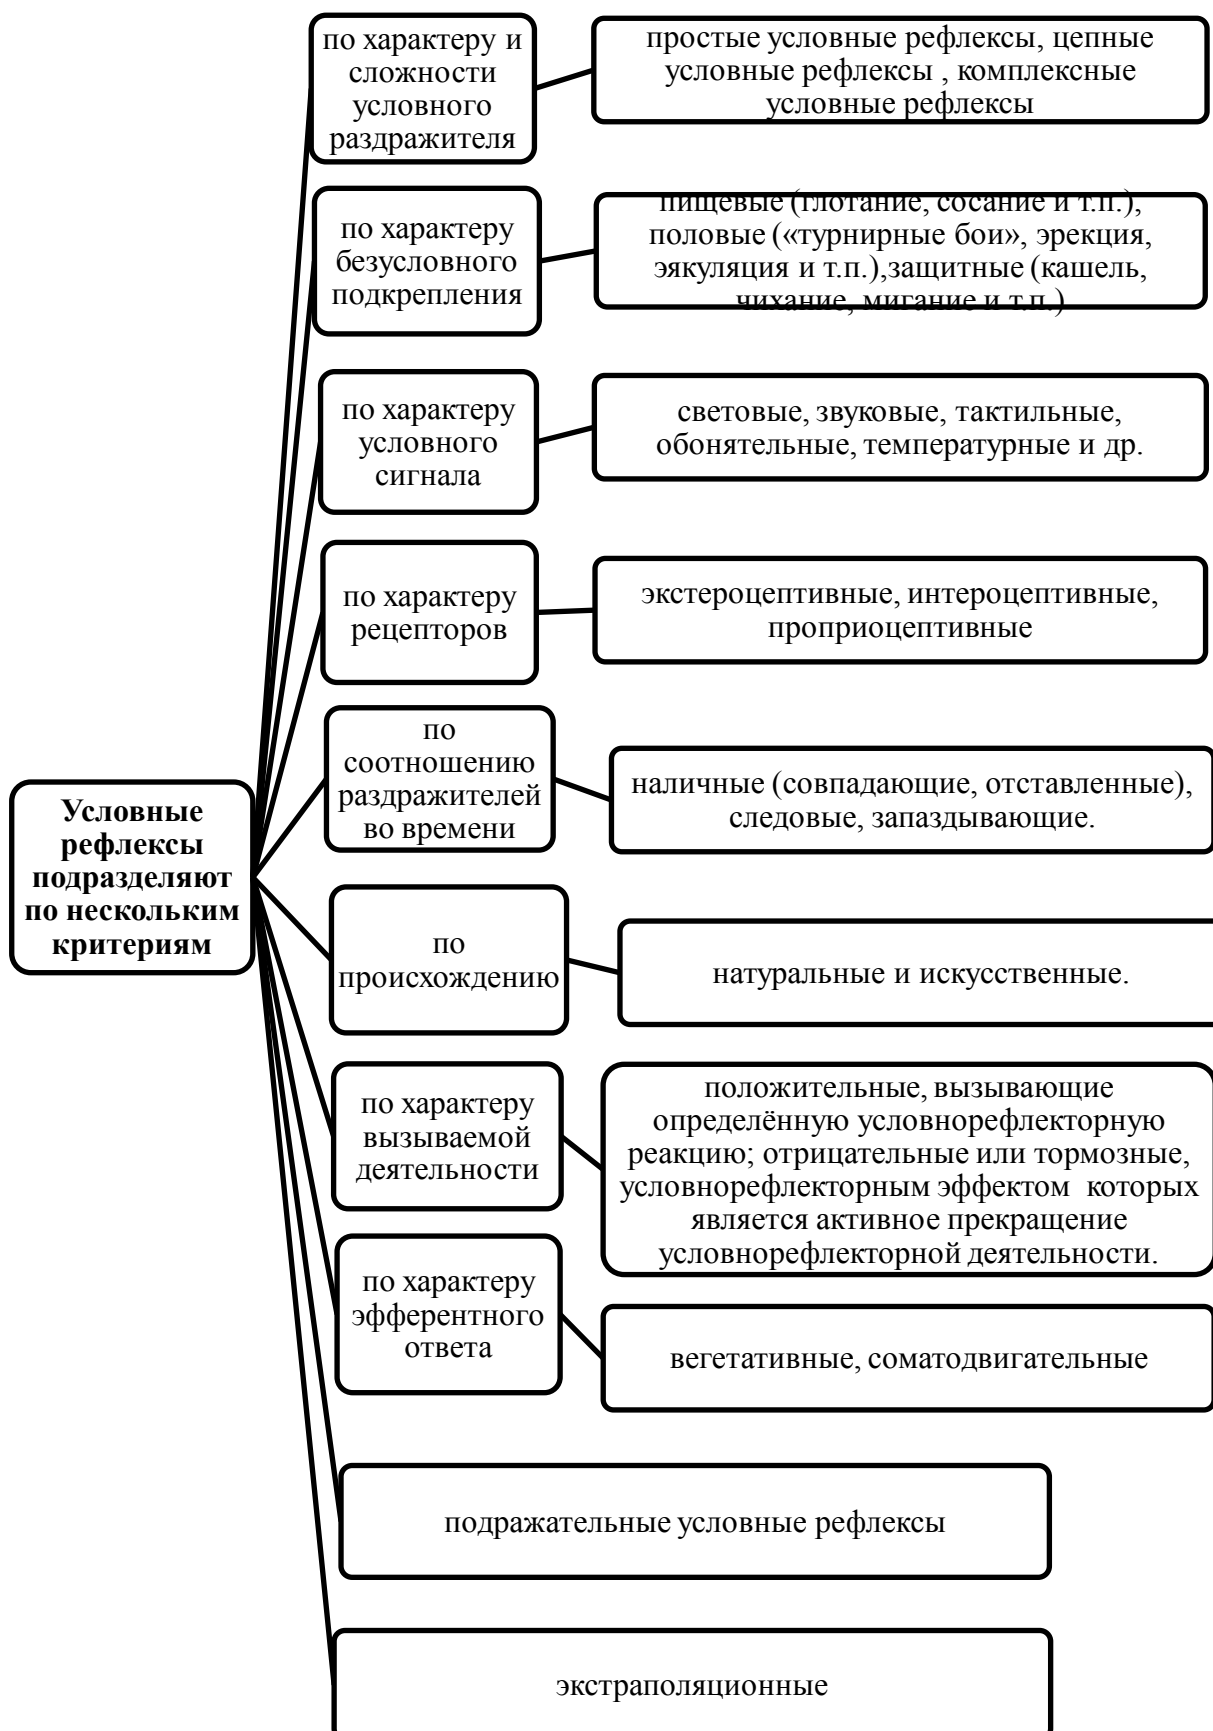 по характеру и
сложности
условного
раздражителя
простые условные рефлексы, цепные
условные рефлексы , комплексные
условные рефлексы
по характеру
безусловного
подкрепления
пищевые (глотание, сосание и т.п.),
половые («турнирные бои», эрекция,
эякуляция и т.п.),защитные (кашель,
чихание, мигание и т.п.)
по характеру
условного
сигнала
световые, звуковые, тактильные,
обонятельные, температурные и др.
по характеру
рецепторов
экстероцептивные, интероцептивные,
проприоцептивные
по
соотношению
раздражителей
во времени
наличные (совпадающие, отставленные),
следовые, запаздывающие.
Условные
рефлексы
подразделяют
по нескольким
критериям
по
происхождению
натуральные и искусственные.
по характеру
вызываемой
деятельности
положительные, вызывающие
определённую условнорефлекторную
реакцию; отрицательные или тормозные,
условнорефлекторным эффектом  которых
является активное прекращение
условнорефлекторной деятельности.
по характеру
эфферентного
ответа
вегетативные, соматодвигательные
подражательные условные рефлексы
экстраполяционные